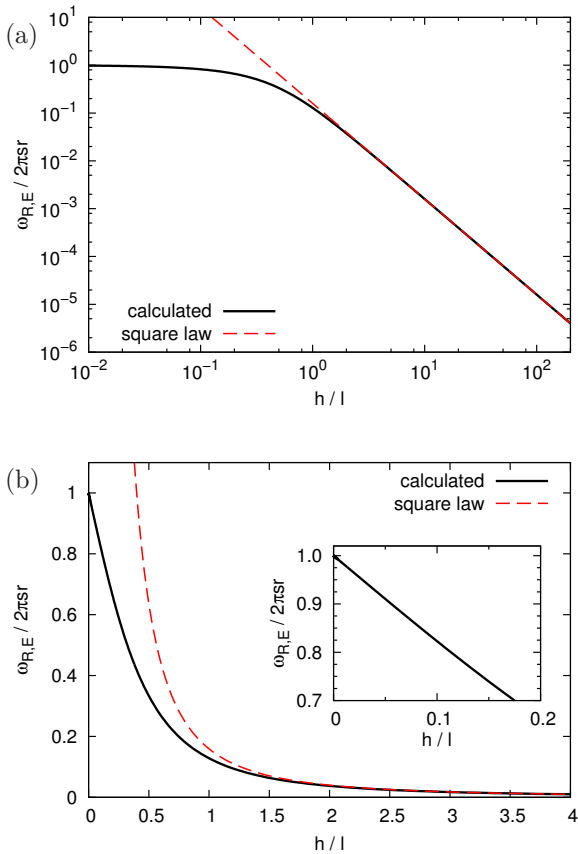 (a)
10^1
10^0
10^-1
10^-2
10^-3
10^-4
10^-5
10^-6
ω_R,E / 2πsr
calculated
square law
10^-2 10^-1 10^0 10^1 10^2
h / l
(b)
1
0.8
0.6
0.4
0.2
0
ω_R,E / 2πsr
calculated
square law
1.0
0.9
0.8
0.7
ω_R,E / 2πsr
0 0.1 0.2
h / l
0 0.5 1 1.5 2 2.5 3 3.5 4
h / l